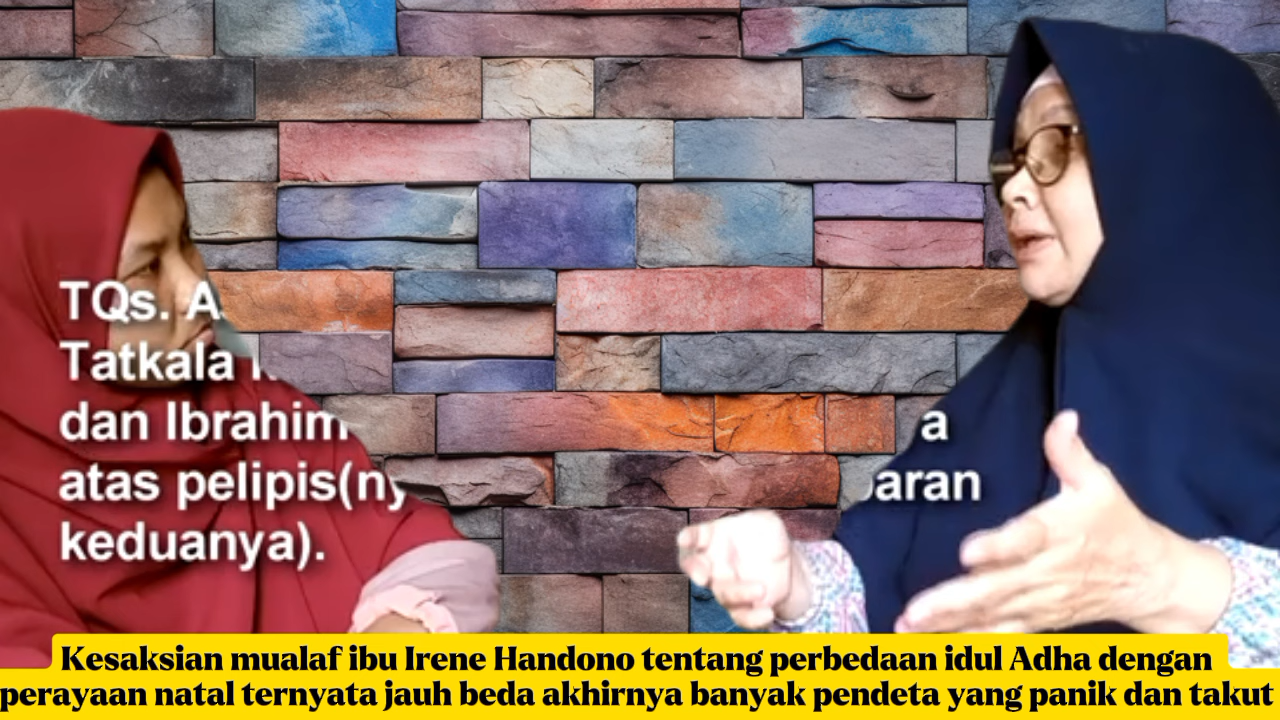 TQs. A
Tatkala
dan Ibrahim a
atas pelipis(ny aran
keduanya).
Kesaksian mualaf ibu Irene Handono tentang perbedaan idul Adha dengan
perayaan natal ternyata jauh beda akhirnya banyak pendeta yang panik dan takut